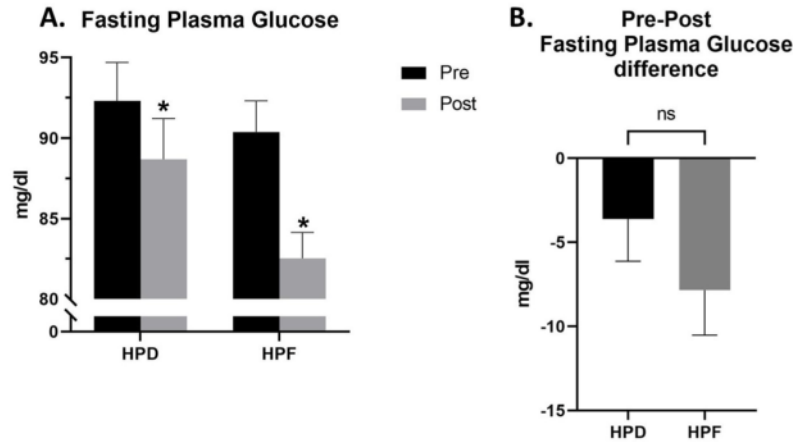 A. Fasting Plasma Glucose
95
90
85
80
0
mg/dl
*
*
HPD
HPF
Pre
Post
B.
Pre-Post
Fasting Plasma Glucose
difference
ns
0
-5
-10
-15
mg/dl
HPD
HPF